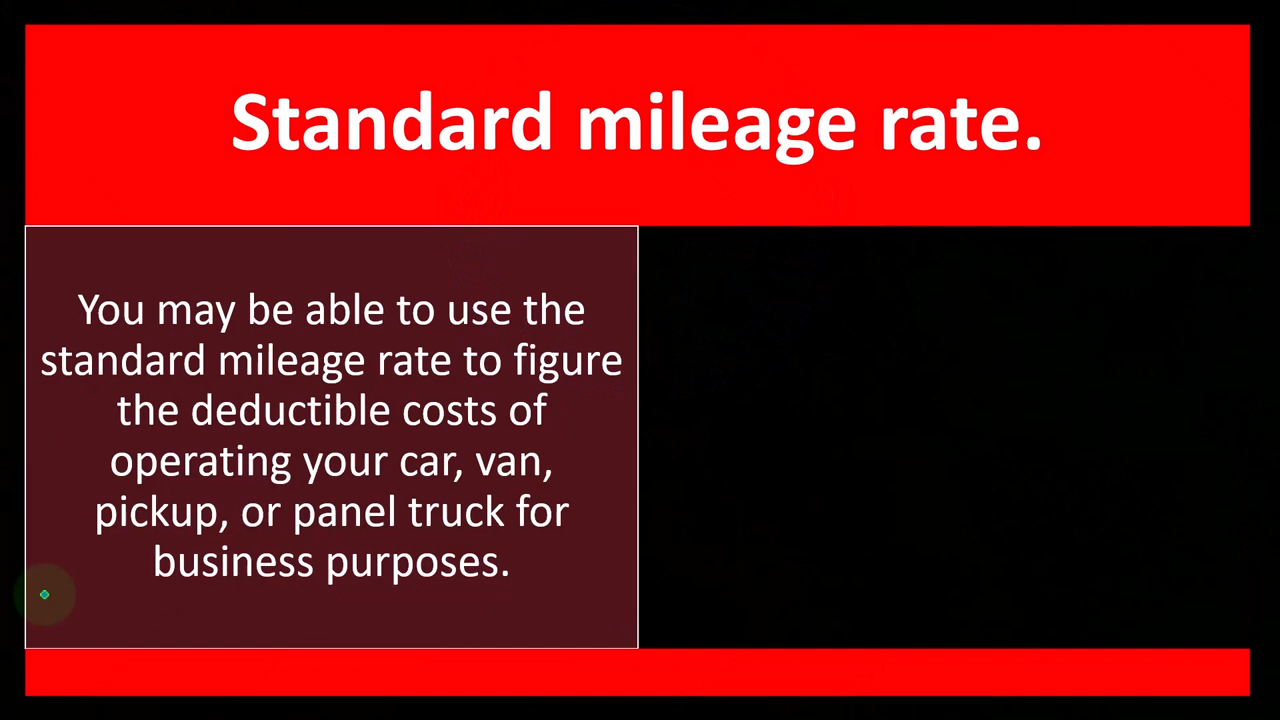 Standard mileage rate.
You may be able to use the
standard mileage rate to figure
the deductible costs of
operating your car, van,
pickup, or panel truck for
business purposes.